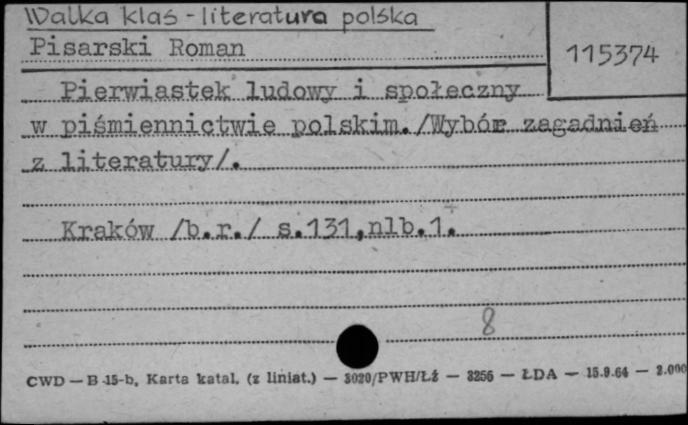 Walka klas - literatura polska
Pisarski Roman
115374
Pierwiastek ludowy i społeczny
w piśmiennictwie polskim./Wybór zagadnień
z literatury/.
Kraków /b.r./ s.131,nlb.1.
8
CWD — B-15-b, Karta katal. (z liniat.) — 3020/PWH/Łź — 3256 — ŁDA — 15.9.64 — 2.000